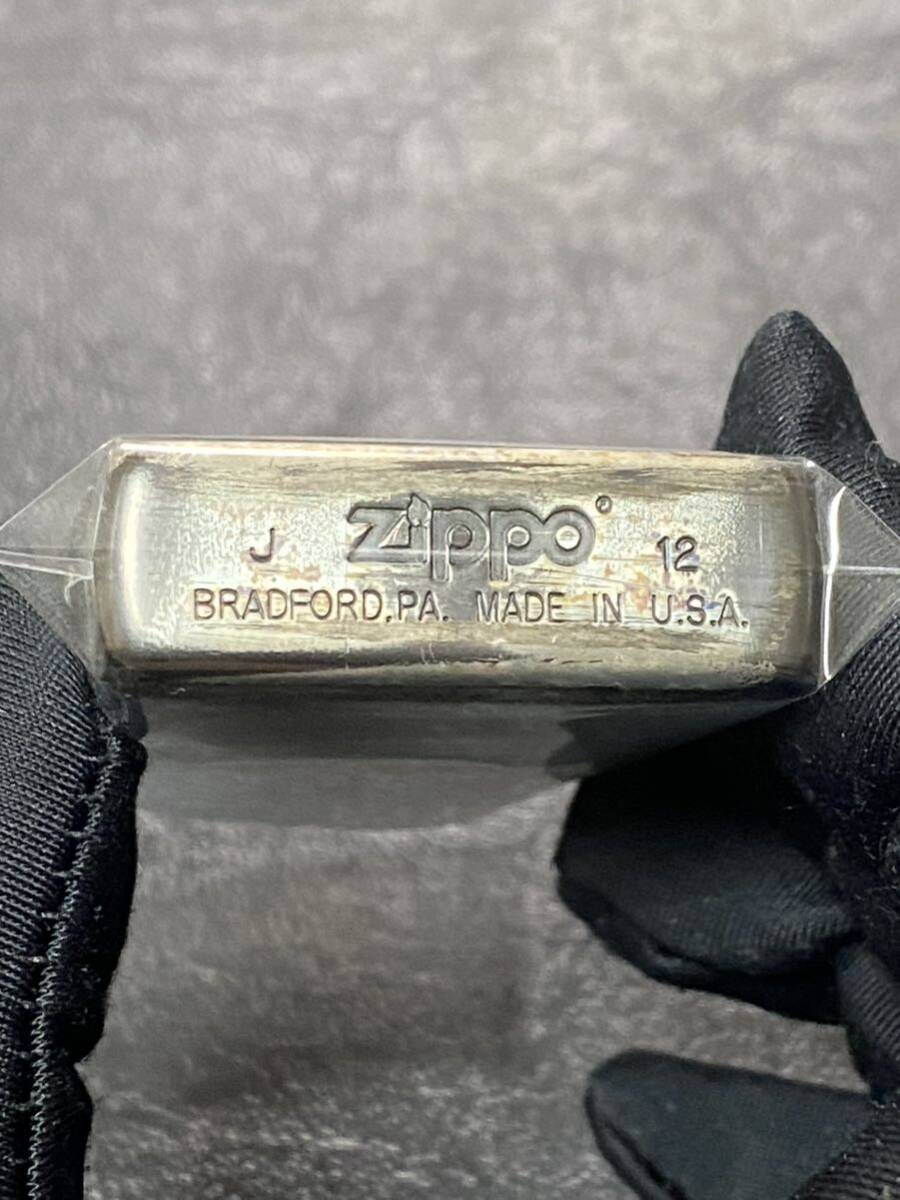 J Zippo® 12
BRADFORD,PA. MADE IN U.S.A.